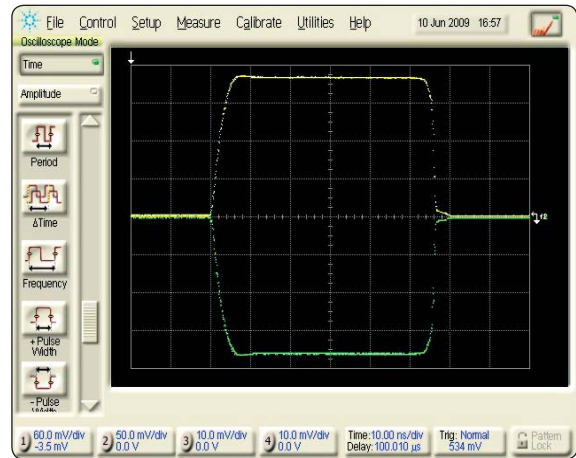 File Control Setup Measure Calibrate Utilities Help 10 Jun 2009 16:57
Oscilloscope Mode
Time
Amplitude
Period
ΔTime
Frequency
+ Pulse
Width
- Pulse
Width
1) 60.0 mV/div 2) 50.0 mV/div 3) 10.0 mV/div 4) 10.0 mV/div Time:10.00 ns/div Trig: Normal Pattern
-3.5 mV 0.0 V 0.0 V 0.0 V Delay:100.010 µs 534 mV Lock